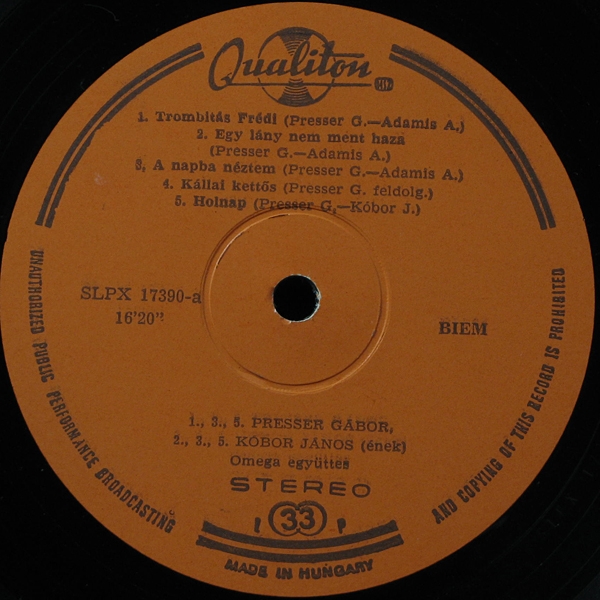 Qualiton
1. Trombitás Frédi (Presser G.—Adamis A.)
2. Egy lány nem ment haza
(Presser G.—Adamis A.)
3, A napba néztem (Presser G.—Adamis A.)
4. Kállai kettős (Presser G. feldolg.)
5. Holnap (Presser G,—Kóbor J.)
SLPX 17390-a
16'20"
BIEM
1., 3., 5. PRESSER GÁBOR,
2., 3., 5. KÓBOR JÁNOS (ének)
Omega együttes
STEREO
33
UNAUTHORIZED PUBLIC PERFORMANCE BROADCASTING
AND COPYING OF THIS RECORD IS PROHIBITED
MADE IN HUNGARY